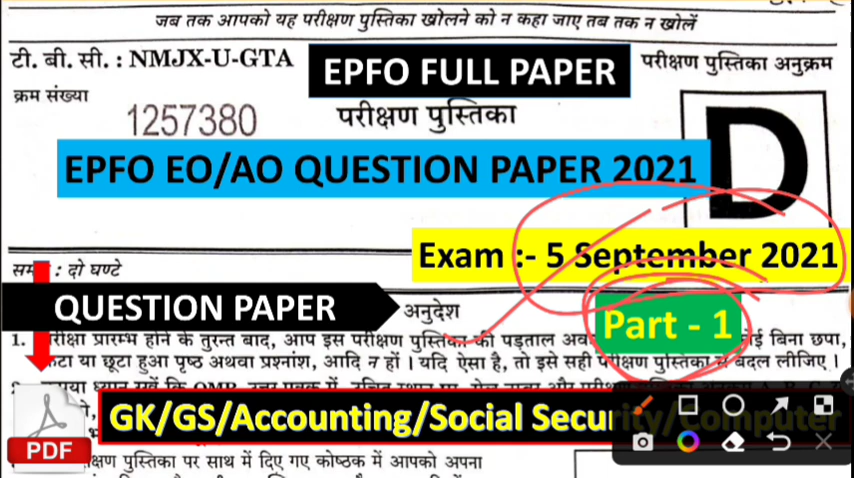 जब तक आपको यह परीक्षण पुस्तिका खोलने को न कहा जाए तब तक न खोलें
टी. बी. सी. : NMJX-U-GTA
EPFO FULL PAPER
परीक्षण पुस्तिका अनुक्रम
क्रम संख्या
1257380
परीक्षण पुस्तिका
D
EPFO EO/AO QUESTION PAPER 2021
Exam :- 5 September 2021
: दो घण्टे
QUESTION PAPER
अनुदेश
Part - 1
1. परीक्षा प्रारम्भ होने के तुरन्त बाद, आप इस परीक्षण पुस्तिका की पड़ताल बिना छपा,
या छूटा हुआ पृष्ठ अथवा प्रश्नांश, आदि न हों । यदि ऐसा है, तो इसे सही परीक्षण पुस्तिका से बदल लीजिए ।
GK/GS/Accounting/Social Security/Computer
PDF
पुस्तिका पर साथ में दिए गए कोष्ठक में आपको अपना